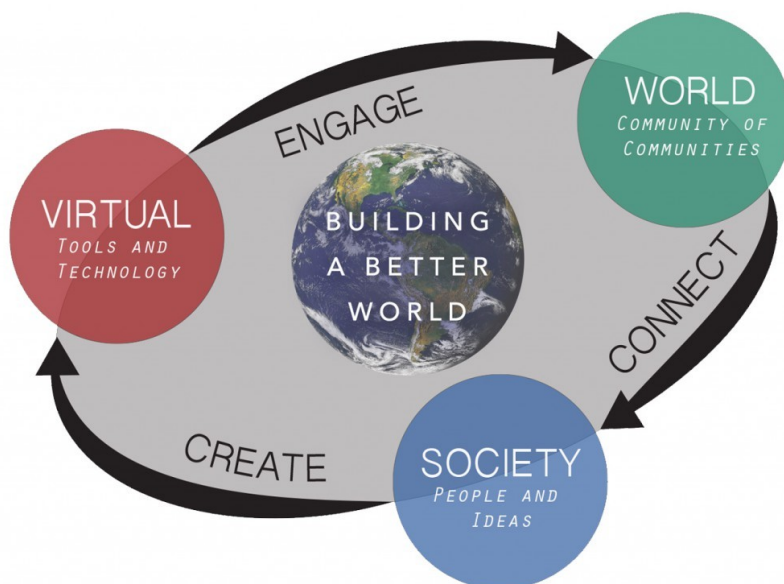 ENGAGE
WORLD
COMMUNITY OF
COMMUNITIES
VIRTUAL
TOOLS AND
TECHNOLOGY
BUILDING
A BETTER
WORLD
CONNECT
CREATE
SOCIETY
PEOPLE AND
IDEAS